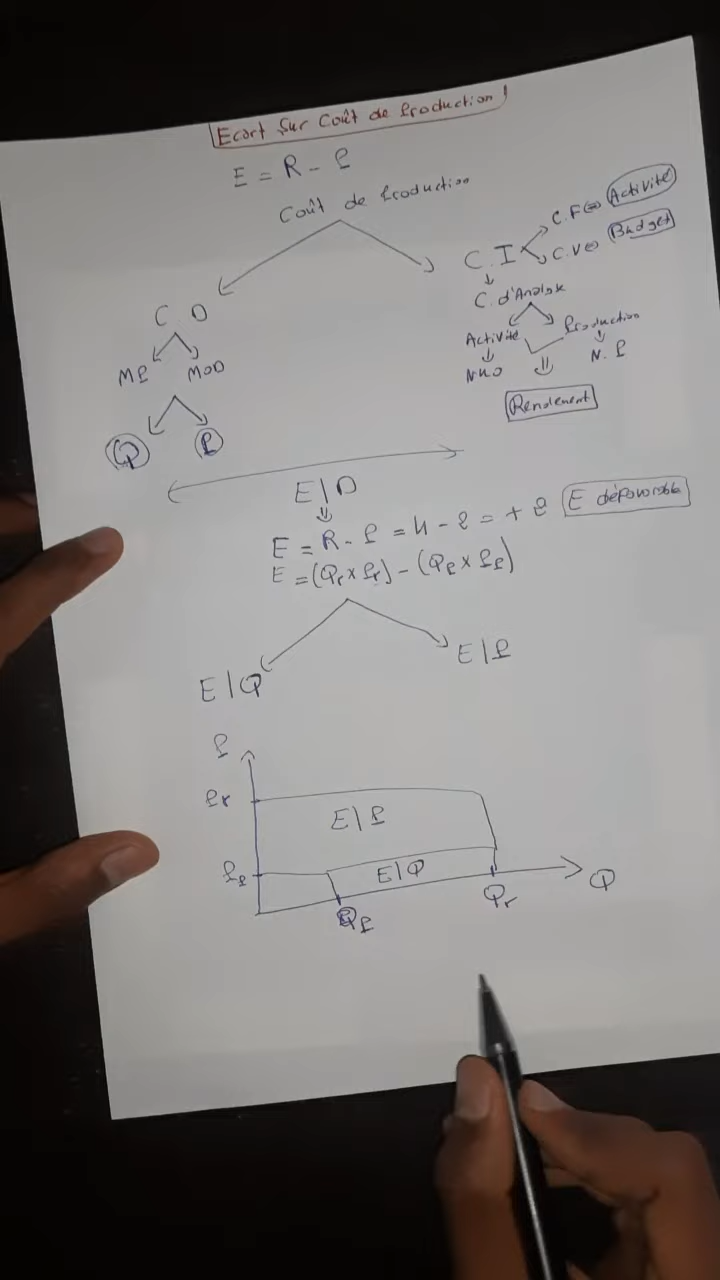 Ecart Sur Coût de Production !
E = R - P
Coût de Production
C.D
MP MOD
Q P
C.I
C.F ⇒ Activité
C.V ⇒ Budget
C. d'Analyse
Activité Production
N.P
Rendement
E/D
E = R - P = 4 - 2 = + 2 E défavorable
E = (Qr x Pr) - (Qp x Pp)
E/Q E/P
P
Pr
E/P
Pp
E/Q
Qp Qr Q